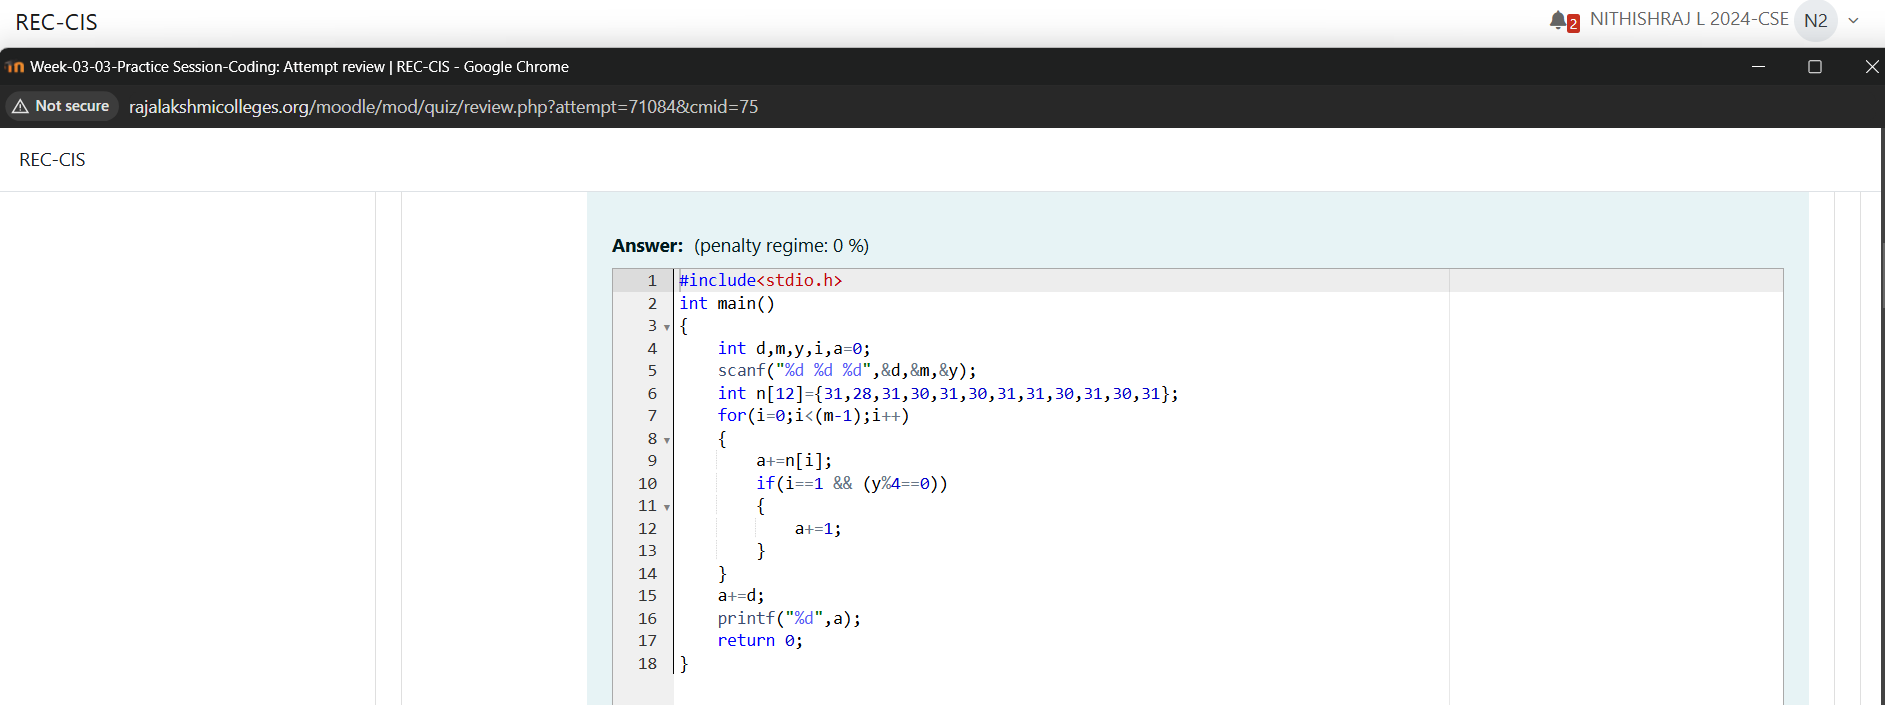 REC-CIS
2 NITHISHRAJ L 2024-CSE N2
Week-03-03-Practice Session-Coding: Attempt review | REC-CIS - Google Chrome
Not secure rajalakshmicolleges.org/moodle/mod/quiz/review.php?attempt=71084&cmid=75
REC-CIS
Answer: (penalty regime: 0 %)
1 #include<stdio.h>
2 int main()
3 {
4 int d,m,y,i,a=0;
5 scanf("%d %d %d",&d,&m,&y);
6 int n[12]={31,28,31,30,31,30,31,31,30,31,30,31};
7 for(i=0;i<(m-1);i++)
8 {
9 a+=n[i];
10 if(i==1 && (y%4==0))
11 {
12 a+=1;
13 }
14 }
15 a+=d;
16 printf("%d",a);
17 return 0;
18 }